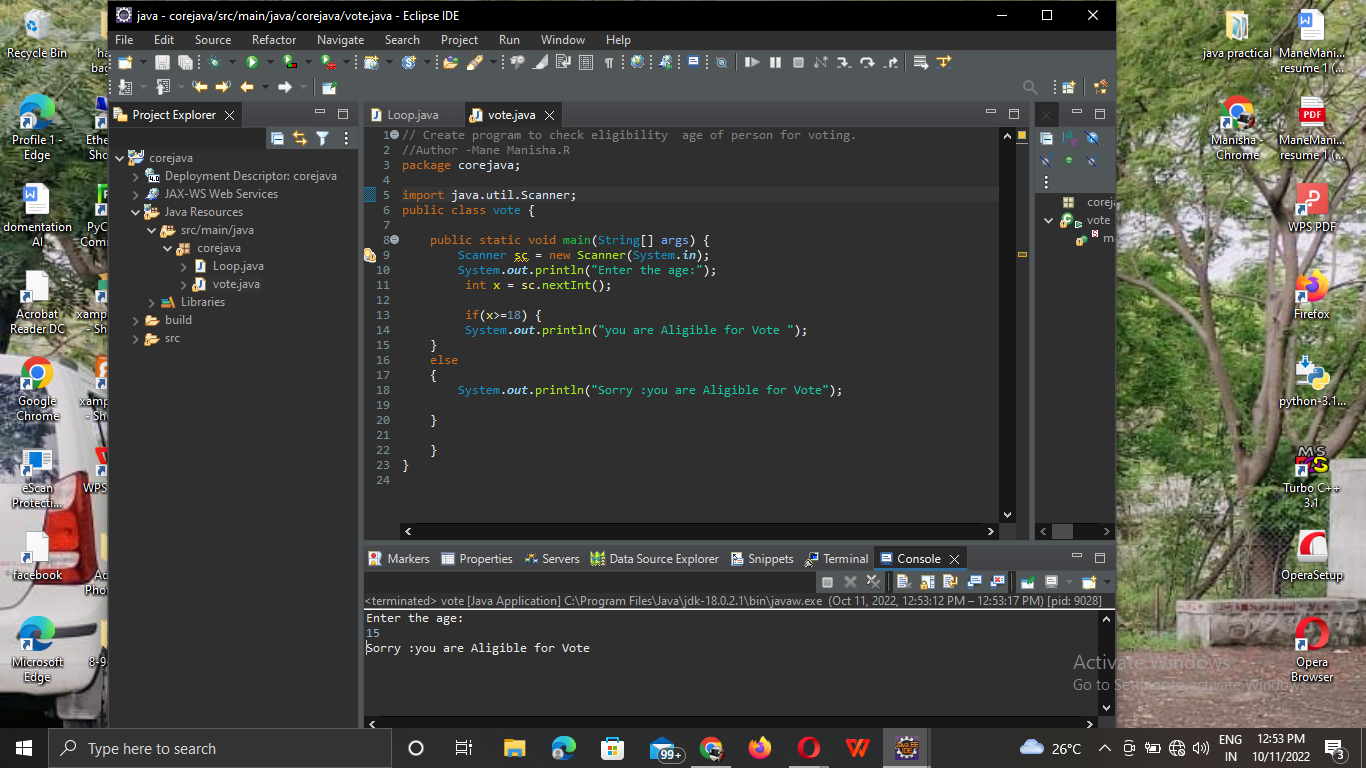 java - corejava/src/main/java/corejava/vote.java - Eclipse IDE
File Edit Source Refactor Navigate Search Project Run Window Help
Project Explorer
corejava
Deployment Descriptor: corejava
JAX-WS Web Services
Java Resources
src/main/java
corejava
Loop.java
vote.java
Libraries
build
src
Loop.java vote.java
1 // Create program to check eligibility  age of person for voting.
2 //Author -Mane Manisha.R
3 package corejava;
4
5 import java.util.Scanner;
6 public class vote {
7
8     public static void main(String[] args) {
9         Scanner sc = new Scanner(System.in);
10         System.out.println("Enter the age:");
11          int x = sc.nextInt();
12
13          if(x>=18) {
14          System.out.println("you are Aligible for Vote ");
15     }
16     else
17     {
18         System.out.println("Sorry :you are Aligible for Vote");
19
20     }
21
22     }
23 }
24
coreja
vote
m
Markers Properties Servers Data Source Explorer Snippets Terminal Console
<terminated> vote [Java Application] C:\Program Files\Java\jdk-18.0.2.1\bin\javaw.exe (Oct 11, 2022, 12:53:12 PM – 12:53:17 PM) [pid: 9028]
Enter the age:
15
Sorry :you are Aligible for Vote
Recycle Bin
ha
bac
Profile 1 -
Edge
Ethe
Sho
domentation
AI
PyC
Comm
Acrobat
Reader DC
xamp
- Sh
Google
Chrome
xamp
- Sh
eScan
Protecti...
WPS
facebook
Ad
Phot
Microsoft
Edge
8-9-
java practical
ManeMani...
resume 1 (...
Manisha -
Chrome
PDF
ManeMani...
resume 1 (...
WPS PDF
Firefox
python-3.1...
Turbo C++
3.1
OperaSetup
Opera
Browser
Activate Windows
Go to Settings to activate Windows.
Type here to search
99+
26°C
ENG
IN
12:53 PM
10/11/2022
3